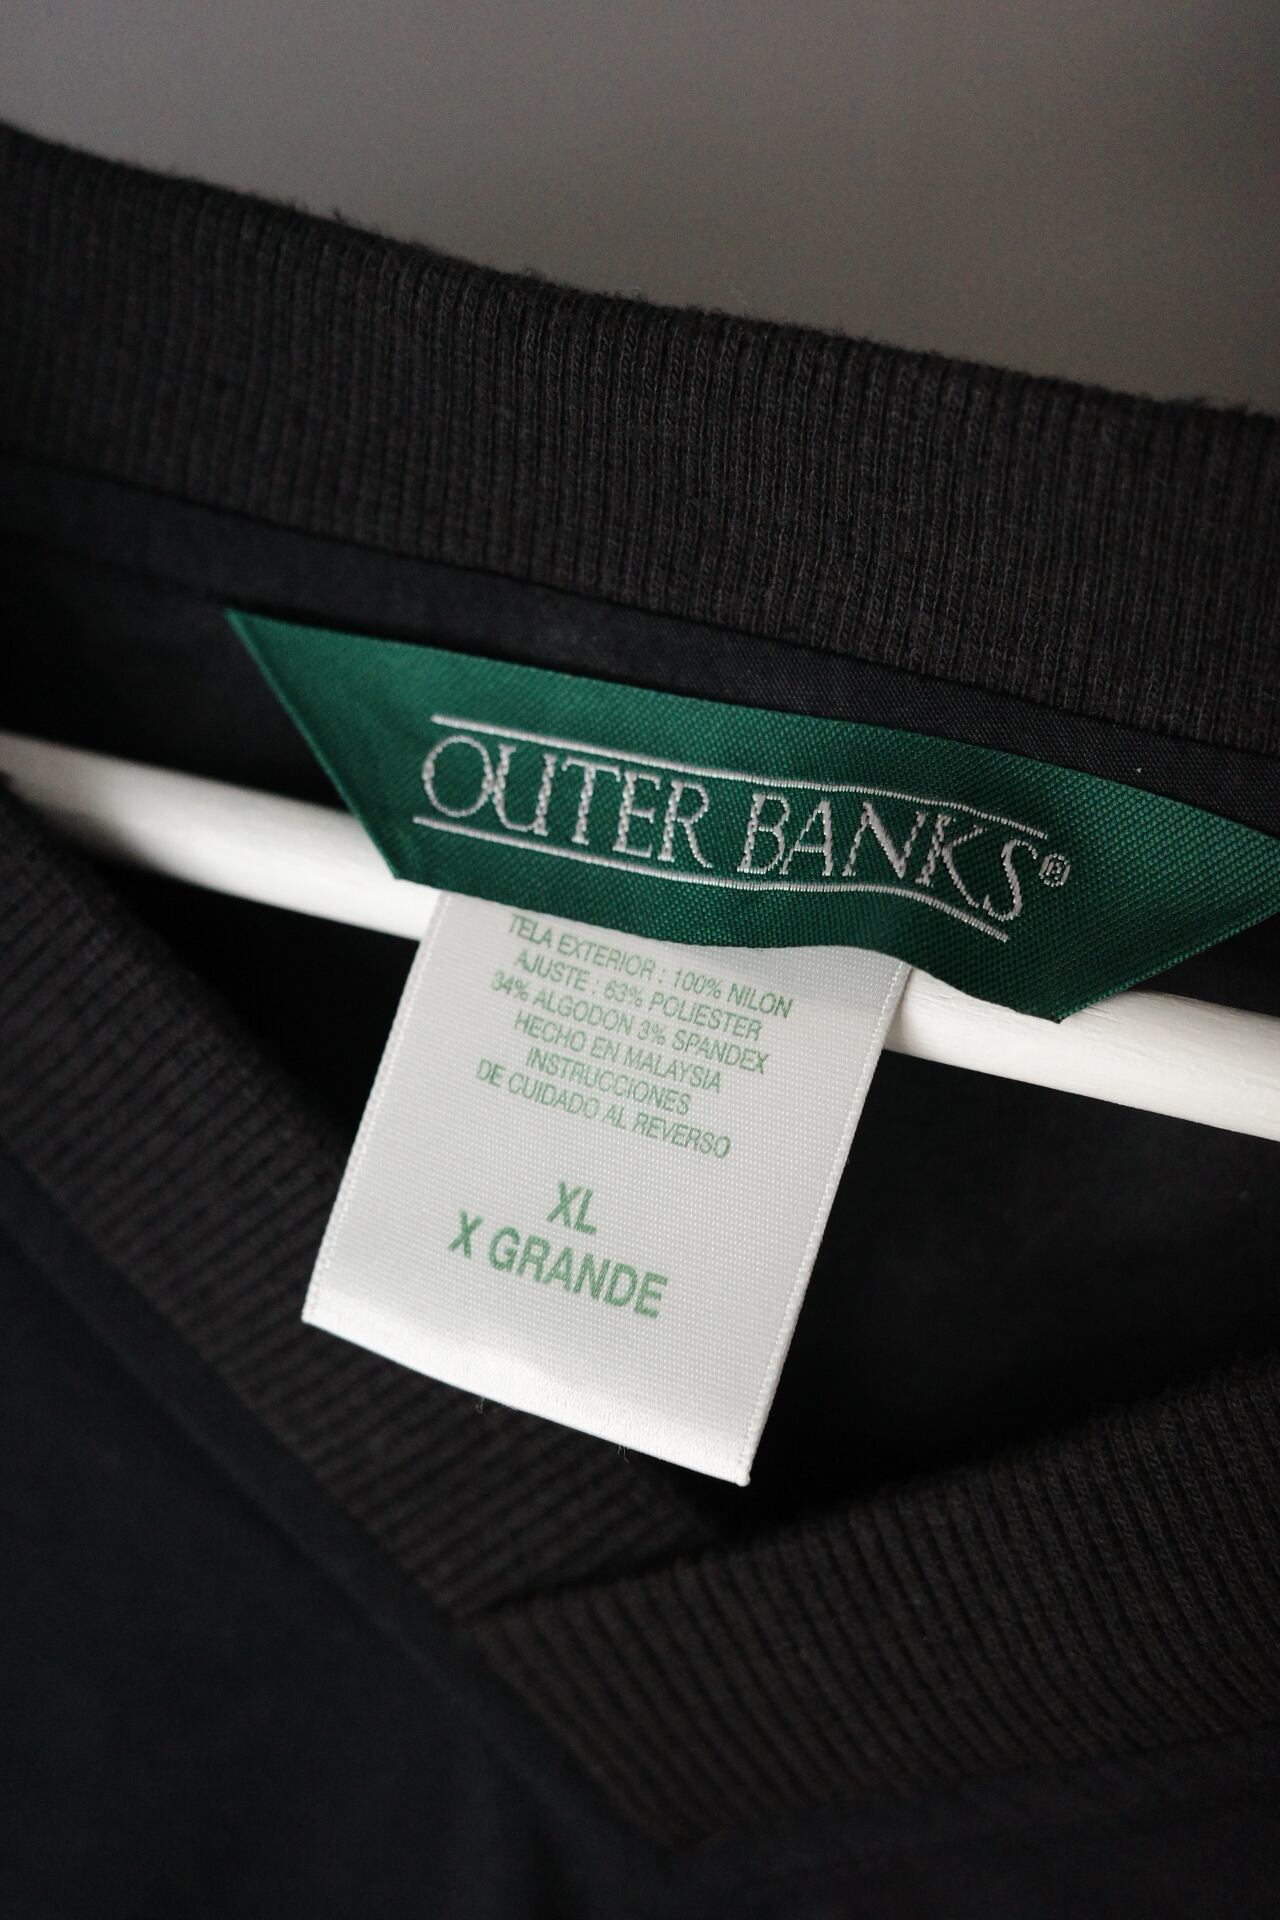 OUTER BANKS®
TELA EXTERIOR : 100% NILON
AJUSTE : 63% POLIESTER
34% ALGODON 3% SPANDEX
HECHO EN MALAYSIA
INSTRUCCIONES
DE CUIDADO AL REVERSO
XL
X GRANDE